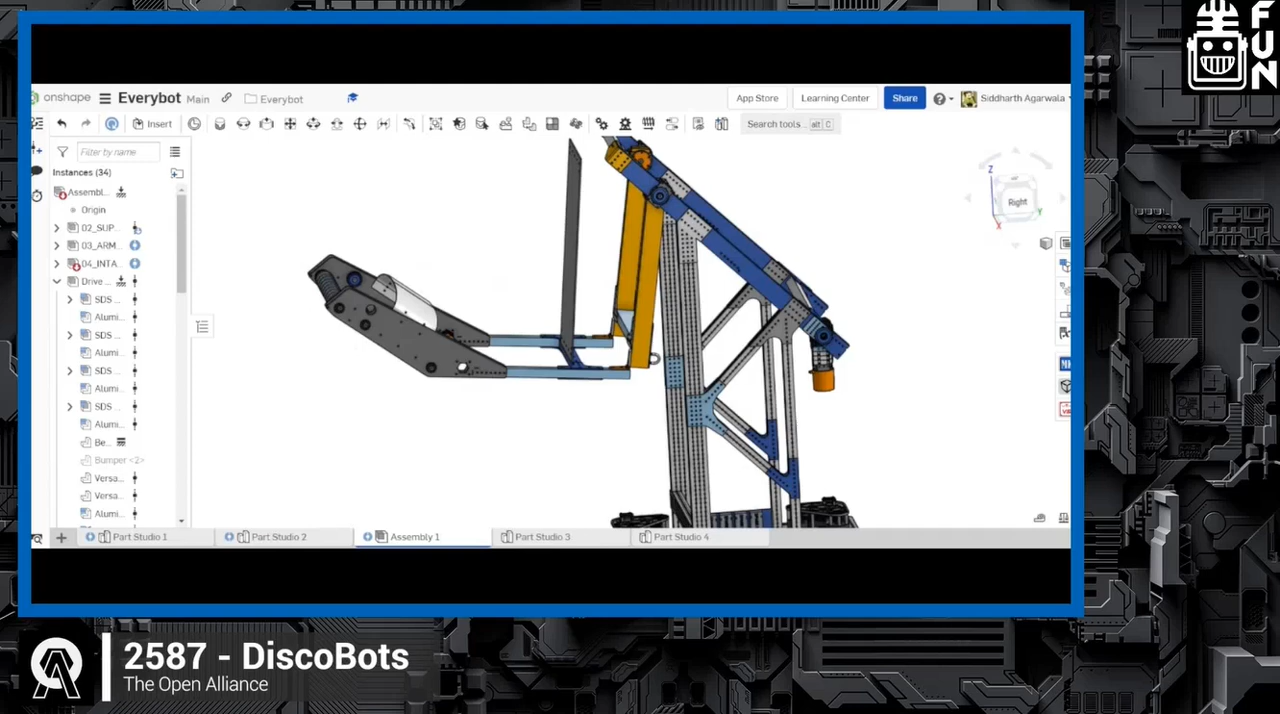 FUN
onshape Everybot Main Everybot App Store Learning Center Share Siddharth Agarwala
Insert Search tools... alt C
Filter by name
Instances (34)
Assembl...
Origin
02_SUP...
03_ARM...
04_INTA...
Drive ...
SDS ...
Alumi...
SDS ...
Alumi...
SDS ...
Alumi...
SDS ...
Alumi...
Be...
Bumper <2>
Versa...
Versa...
Alumi...
Z
Right
Y
X
Part Studio 1 Part Studio 2 Assembly 1 Part Studio 3 Part Studio 4
2587 - DiscoBots
The Open Alliance